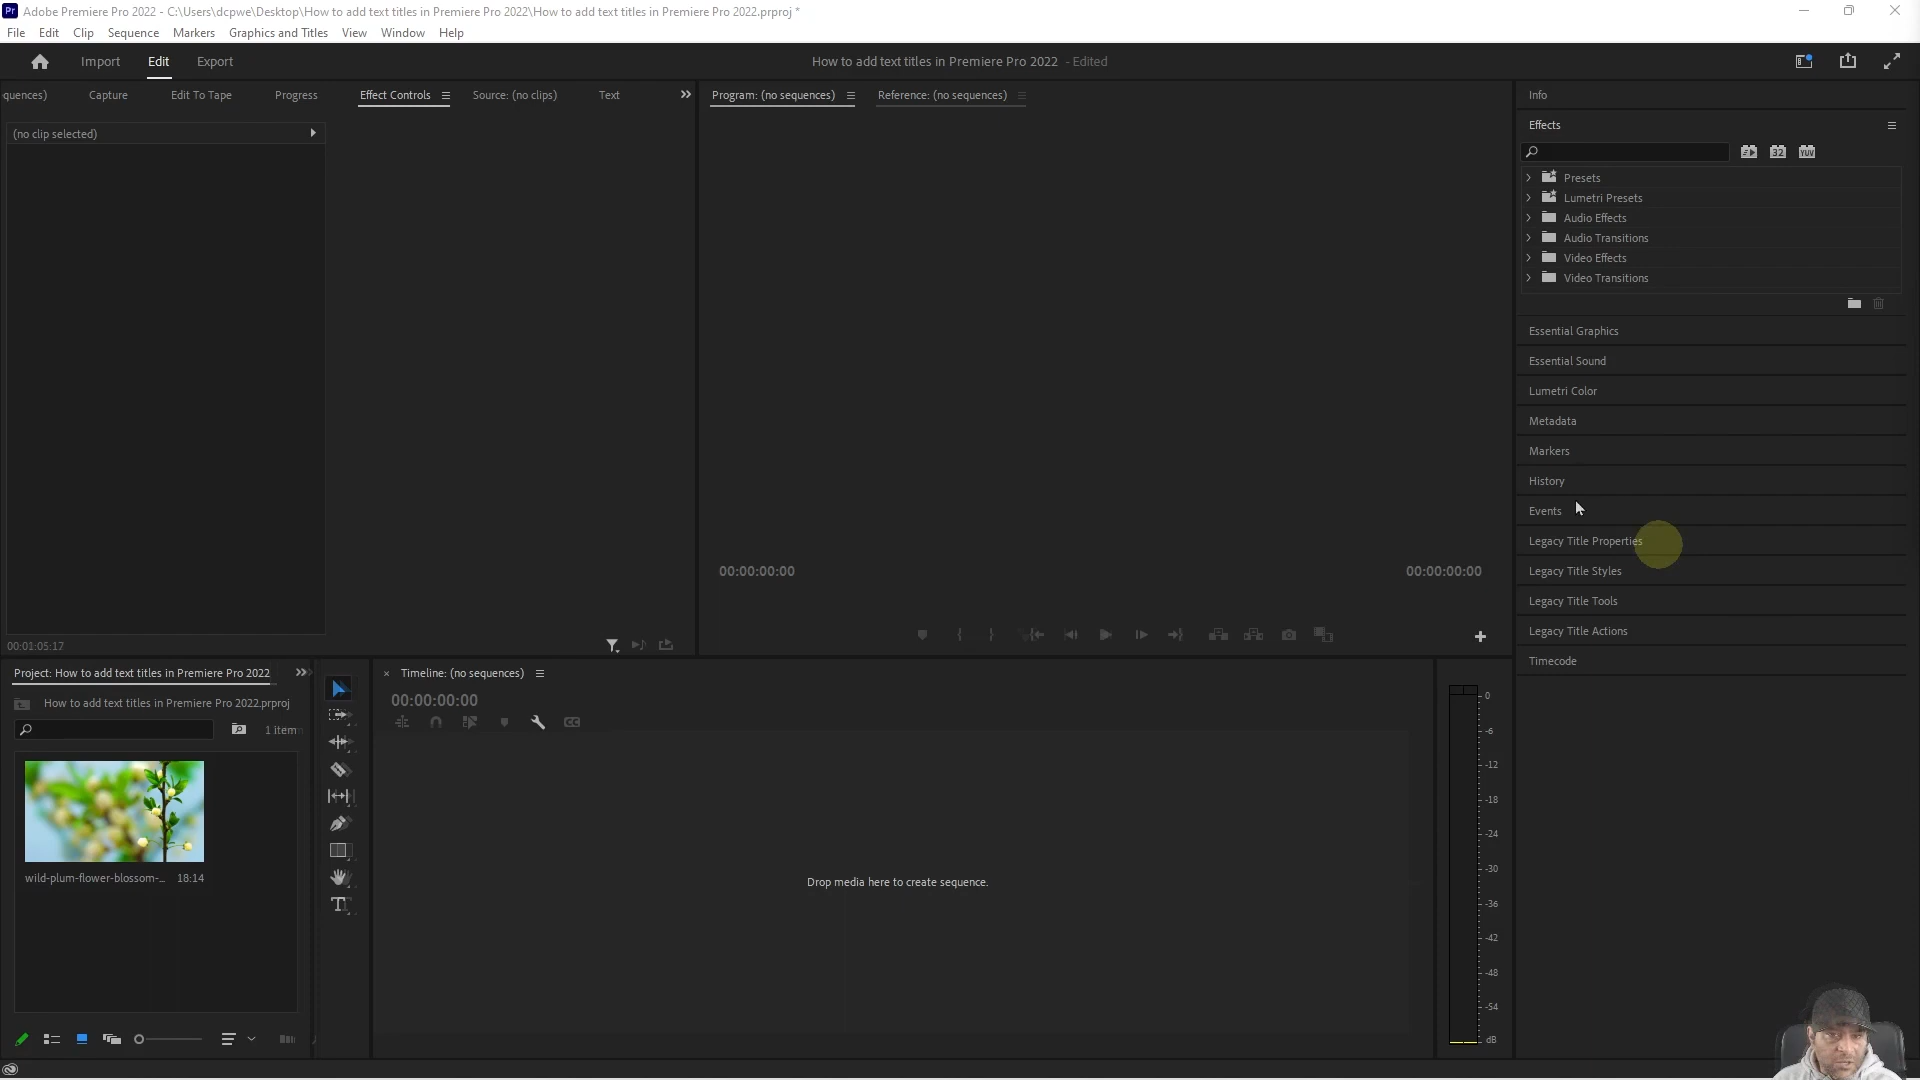 Pr Adobe Premiere Pro 2022 - C:\Users\dcpwe\Desktop\How to add text titles in Premiere Pro 2022\How to add text titles in Premiere Pro 2022.prproj *
File Edit Clip Sequence Markers Graphics and Titles View Window Help
Import Edit Export
How to add text titles in Premiere Pro 2022 - Edited
quences) Capture Edit To Tape Progress Effect Controls Source: (no clips) Text
Program: (no sequences) Reference: (no sequences)
(no clip selected)
00:01:05:17
00:00:00:00
00:00:00:00
Info
Effects
32 YUV
Presets
Lumetri Presets
Audio Effects
Audio Transitions
Video Effects
Video Transitions
Essential Graphics
Essential Sound
Lumetri Color
Metadata
Markers
History
Events
Legacy Title Properties
Legacy Title Styles
Legacy Title Tools
Legacy Title Actions
Timecode
Project: How to add text titles in Premiere Pro 2022
How to add text titles in Premiere Pro 2022.prproj
1 item
wild-plum-flower-blossom-... 18:14
Timeline: (no sequences)
00:00:00:00
CC
Drop media here to create sequence.
0
-6
-12
-18
-24
-30
-36
-42
-48
-54
dB